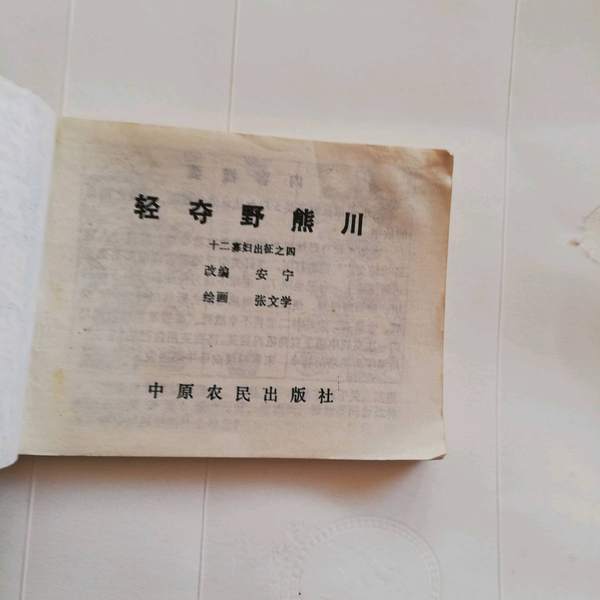 轻夺野熊川
十二寡妇出征之四
改编 安宁
绘画 张文学
中原农民出版社